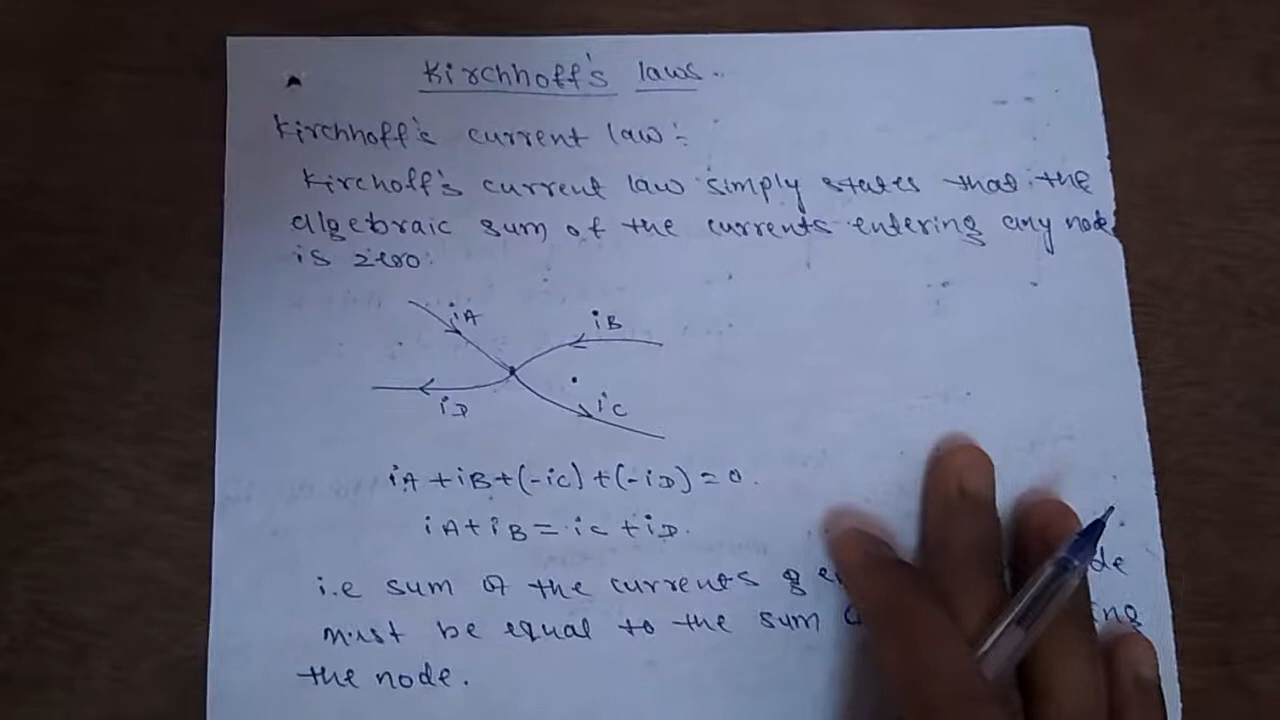 Kirchhoff's laws..
Kirchhoff's current law:-
Kirchoff's current law simply states that the
algebraic sum of the currents entering any node
is zero.
iA
iB
iD
iC
iA + iB + (-iC) + (-iD) = 0.
iA + iB = iC + iD.
i.e sum of the currents
must be equal to the sum
the node.